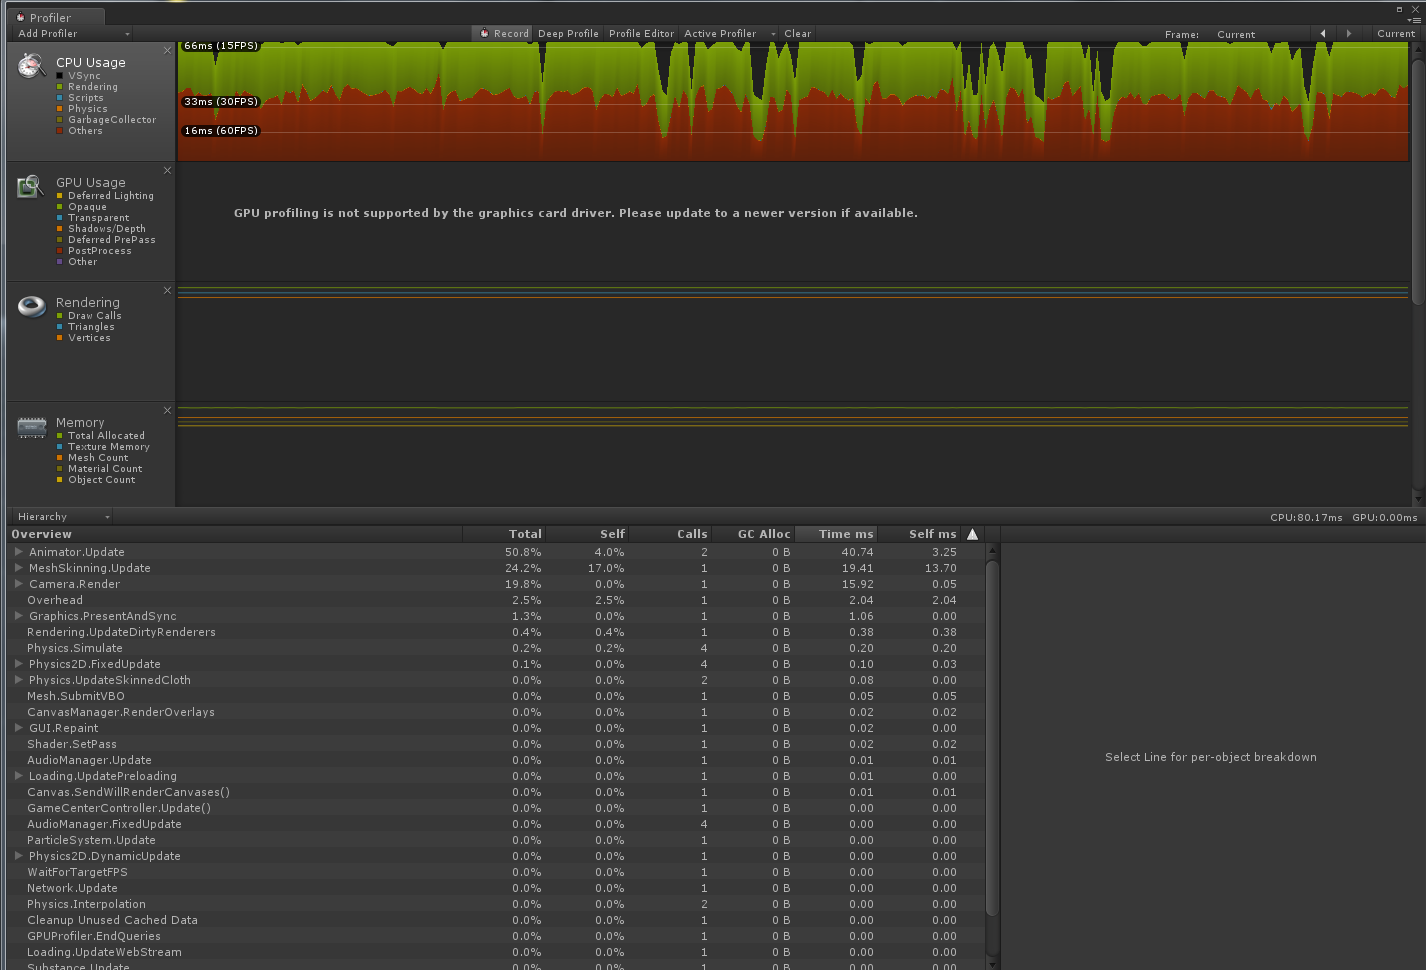 Profiler
Add Profiler Record Deep Profile Profile Editor Active Profiler Clear Frame: Current Current
CPU Usage
VSync
Rendering
Scripts
Physics
GarbageCollector
Others
66ms (15FPS)
33ms (30FPS)
16ms (60FPS)
GPU Usage
Deferred Lighting
Opaque
Transparent
Shadows/Depth
Deferred PrePass
PostProcess
Other
GPU profiling is not supported by the graphics card driver. Please update to a newer version if available.
Rendering
Draw Calls
Triangles
Vertices
Memory
Total Allocated
Texture Memory
Mesh Count
Material Count
Object Count
Hierarchy CPU:80.17ms GPU:0.00ms
Overview Total Self Calls GC Alloc Time ms Self ms
Animator.Update 50.8% 4.0% 2 0 B 40.74 3.25
MeshSkinning.Update 24.2% 17.0% 1 0 B 19.41 13.70
Camera.Render 19.8% 0.0% 1 0 B 15.92 0.05
Overhead 2.5% 2.5% 1 0 B 2.04 2.04
Graphics.PresentAndSync 1.3% 0.0% 1 0 B 1.06 0.00
Rendering.UpdateDirtyRenderers 0.4% 0.4% 1 0 B 0.38 0.38
Physics.Simulate 0.2% 0.2% 4 0 B 0.20 0.20
Physics2D.FixedUpdate 0.1% 0.0% 4 0 B 0.10 0.03
Physics.UpdateSkinnedCloth 0.0% 0.0% 2 0 B 0.08 0.00
Mesh.SubmitVBO 0.0% 0.0% 1 0 B 0.05 0.05
CanvasManager.RenderOverlays 0.0% 0.0% 1 0 B 0.02 0.02
GUI.Repaint 0.0% 0.0% 1 0 B 0.02 0.00
Shader.SetPass 0.0% 0.0% 1 0 B 0.02 0.02
AudioManager.Update 0.0% 0.0% 1 0 B 0.01 0.01
Loading.UpdatePreloading 0.0% 0.0% 1 0 B 0.01 0.00
Canvas.SendWillRenderCanvases() 0.0% 0.0% 1 0 B 0.01 0.01
GameCenterController.Update() 0.0% 0.0% 1 0 B 0.00 0.00
AudioManager.FixedUpdate 0.0% 0.0% 4 0 B 0.00 0.00
ParticleSystem.Update 0.0% 0.0% 1 0 B 0.00 0.00
Physics2D.DynamicUpdate 0.0% 0.0% 1 0 B 0.00 0.00
WaitForTargetFPS 0.0% 0.0% 1 0 B 0.00 0.00
Network.Update 0.0% 0.0% 1 0 B 0.00 0.00
Physics.Interpolation 0.0% 0.0% 2 0 B 0.00 0.00
Cleanup Unused Cached Data 0.0% 0.0% 1 0 B 0.00 0.00
GPUProfiler.EndQueries 0.0% 0.0% 1 0 B 0.00 0.00
Loading.UpdateWebStream 0.0% 0.0% 1 0 B 0.00 0.00
Substance.Update 0.0% 0.0% 1 0 B 0.00 0.00
Select Line for per-object breakdown